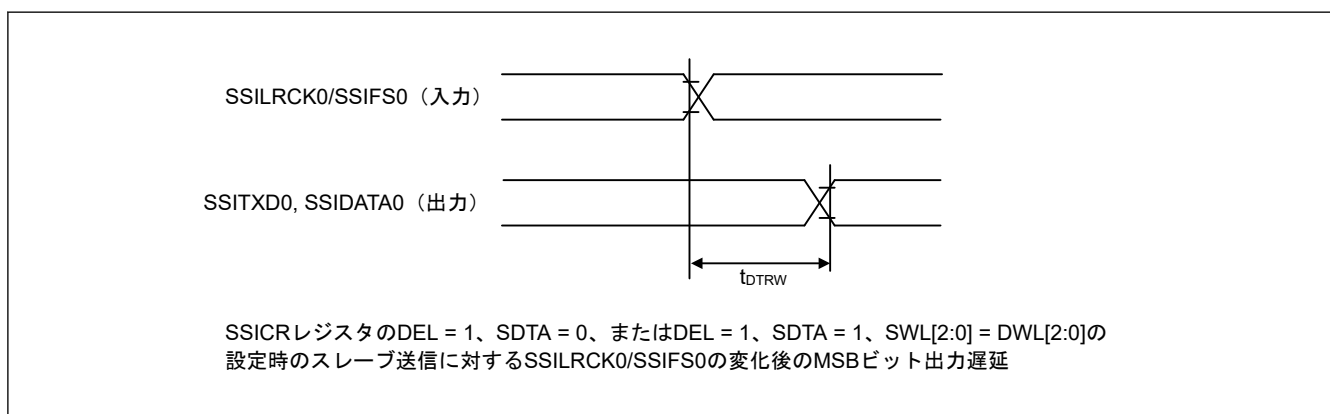 SSILRCK0/SSIFS0（入力）
SSITXD0, SSIDATA0（出力）
tDTRW
SSICRレジスタのDEL = 1、SDTA = 0、またはDEL = 1、SDTA = 1、SWL[2:0] = DWL[2:0]の
設定時のスレーブ送信に対するSSILRCK0/SSIFS0の変化後のMSBビット出力遅延